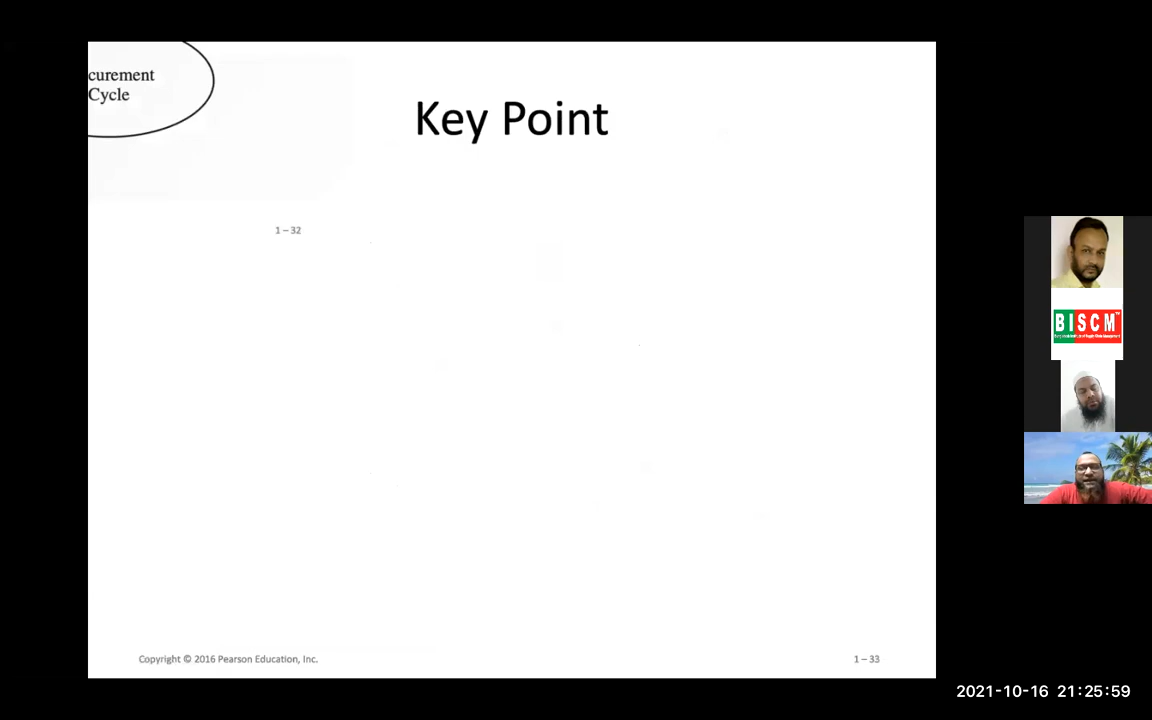 curement
Cycle
Key Point
1 – 32
BISCM
Copyright © 2016 Pearson Education, Inc.
1 – 33
2021-10-16 21:25:59